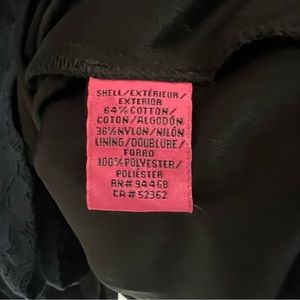 SHELL/EXTÉRIEUR/
EXTERIOR
64% COTTON/
COTON/ALGODÓN
36% NYLON/NILÓN
LINING/DOUBLURE/
FORRO
100% POLYESTER/
POLIÉSTER
RN# 94468
CA# 52362